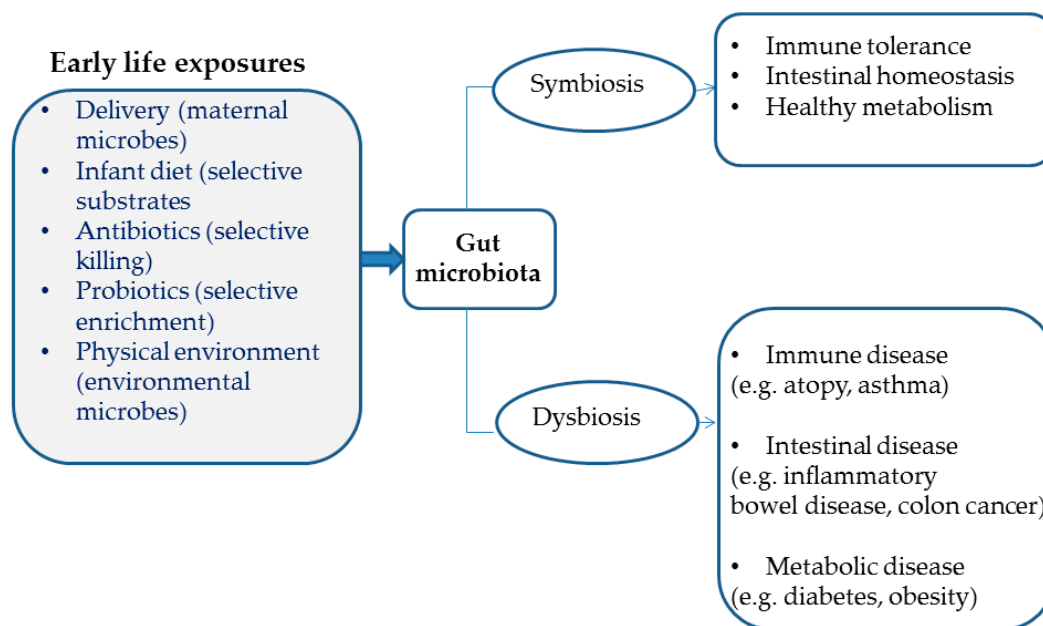 Early life exposures
• Delivery (maternal
microbes)
• Infant diet (selective
substrates
• Antibiotics (selective
killing)
• Probiotics (selective
enrichment)
• Physical environment
(environmental
microbes)
Gut
microbiota
Symbiosis
• Immune tolerance
• Intestinal homeostasis
• Healthy metabolism
Dysbiosis
• Immune disease
(e.g. atopy, asthma)
• Intestinal disease
(e.g. inflammatory
bowel disease, colon cancer)
• Metabolic disease
(e.g. diabetes, obesity)